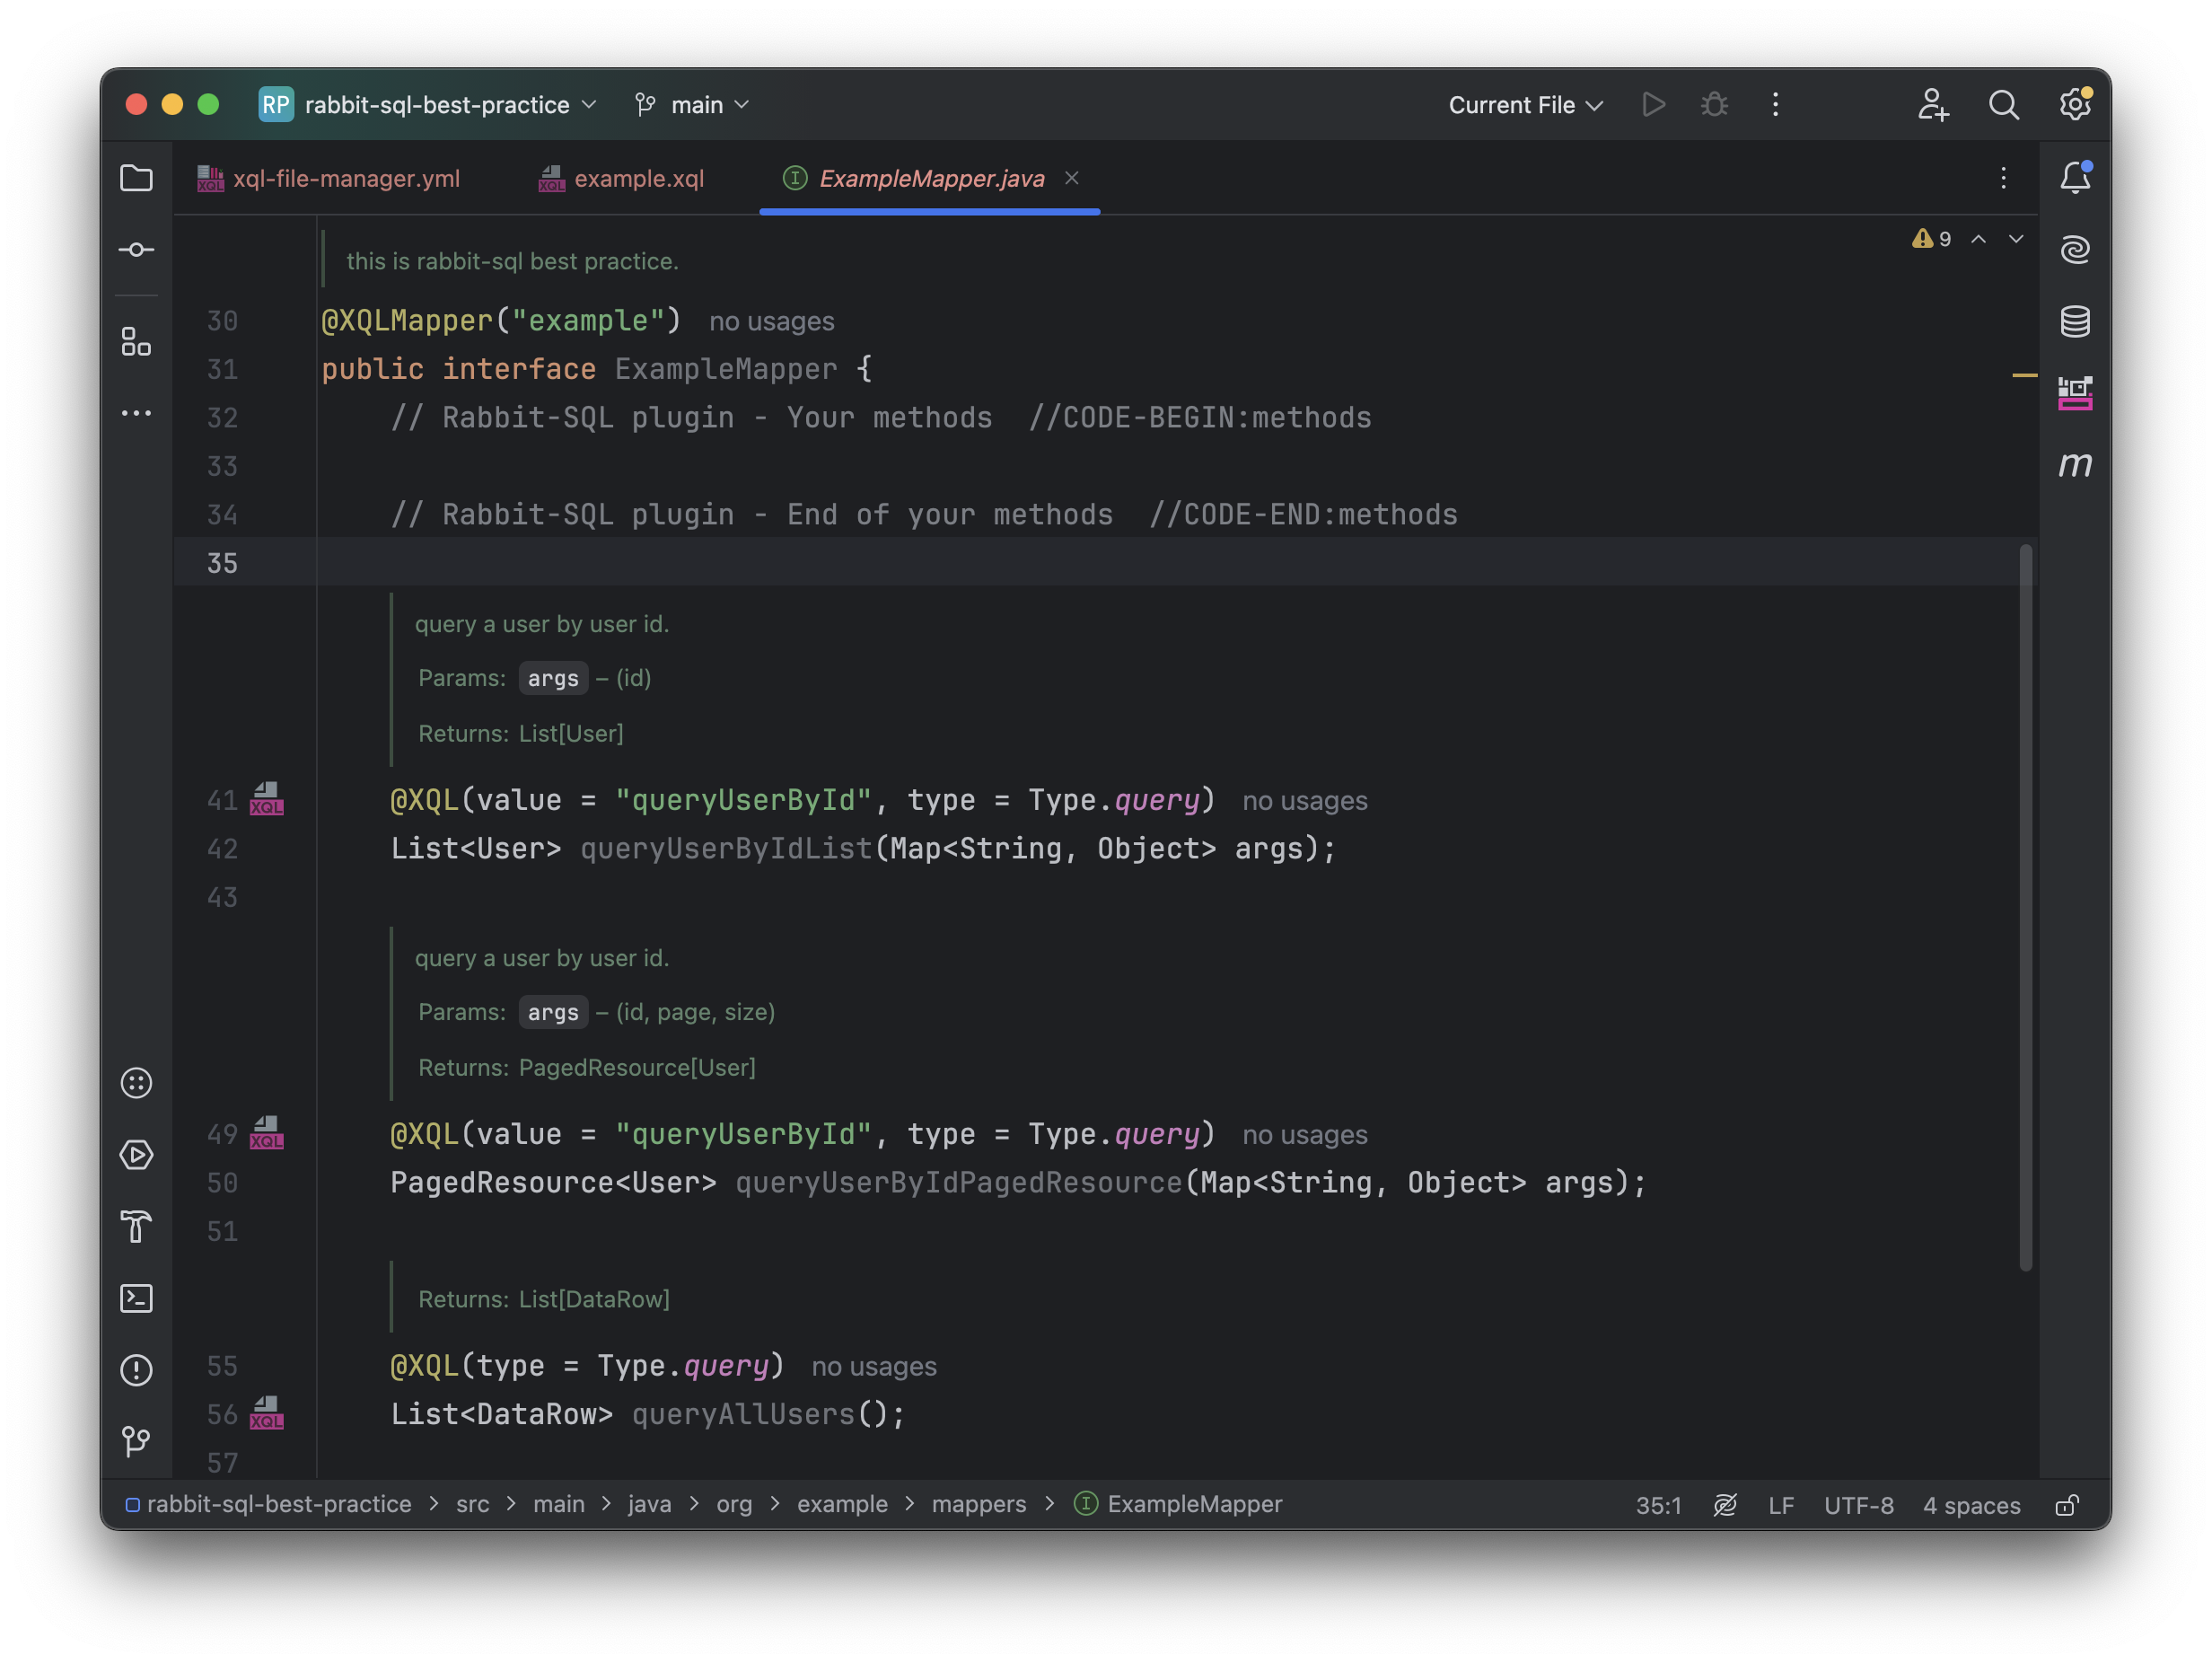 RP rabbit-sql-best-practice main Current File
xql-file-manager.yml example.xql ExampleMapper.java
9
this is rabbit-sql best practice.
30 @XQLMapper("example") no usages
31 public interface ExampleMapper {
32 // Rabbit-SQL plugin - Your methods //CODE-BEGIN:methods
33
34 // Rabbit-SQL plugin - End of your methods //CODE-END:methods
35
query a user by user id.
Params: args – (id)
Returns: List[User]
41 XQL @XQL(value = "queryUserById", type = Type.query) no usages
42 List<User> queryUserByIdList(Map<String, Object> args);
43
query a user by user id.
Params: args – (id, page, size)
Returns: PagedResource[User]
49 XQL @XQL(value = "queryUserById", type = Type.query) no usages
50 PagedResource<User> queryUserByIdPagedResource(Map<String, Object> args);
51
Returns: List[DataRow]
55 @XQL(type = Type.query) no usages
56 XQL List<DataRow> queryAllUsers();
57
rabbit-sql-best-practice > src > main > java > org > example > mappers > ExampleMapper 35:1 LF UTF-8 4 spaces